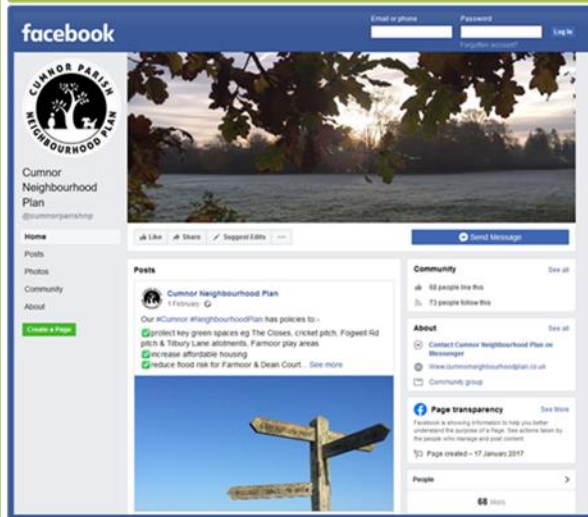 facebook
Email or phone
Password
Log In
Forgotten account?
CUMNOR PARISH
NEIGHBOURHOOD PLAN
Cumnor
Neighbourhood
Plan
@cumnorparishnp
Home
Posts
Photos
Community
About
Create a Page
Like
Share
Suggest Edits
...
Send Message
Posts
Cumnor Neighbourhood Plan
1 February
Our #Cumnor #NeighbourhoodPlan has policies to:-
protect key green spaces eg The Closes, cricket pitch, Fogwell Rd
pitch & Tilbury Lane allotments, Farmoor play areas
increase affordable housing
reduce flood risk for Farmoor & Dean Court... See more
Community
See all
68 people like this
73 people follow this
About
See all
Contact Cumnor Neighbourhood Plan on
Messenger
Www.cumnorneighbourhoodplan.co.uk
Community group
Page transparency
See More
Facebook is showing information to help you better
understand the purpose of a Page. See actions taken by
the people who manage and post content.
Page created – 17 January 2017
People
68 likes